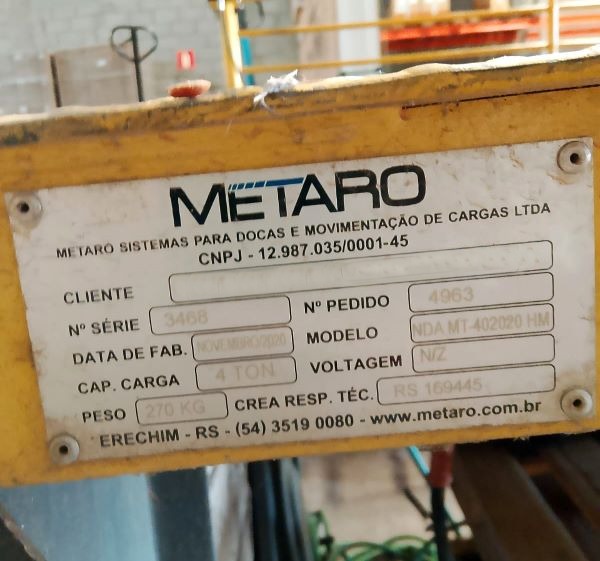 METARO
METARO SISTEMAS PARA DOCAS E MOVIMENTAÇÃO DE CARGAS LTDA
CNPJ - 12.987.035/0001-45
CLIENTE
Nº SÉRIE 3468 Nº PEDIDO 4963
DATA DE FAB. NOVEMBRO/2020 MODELO NDA MT-402020 HM
CAP. CARGA 4 TON VOLTAGEM N/Z
PESO 270 KG CREA RESP. TÉC. RS 169445
ERECHIM - RS - (54) 3519 0080 - www.metaro.com.br